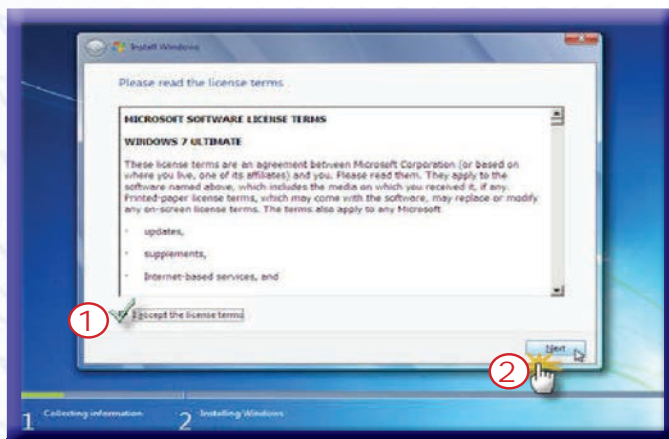 Install Windows
Please read the license terms
MICROSOFT SOFTWARE LICENSE TERMS
WINDOWS 7 ULTIMATE
These license terms are an agreement between Microsoft Corporation (or based on
where you live, one of its affiliates) and you. Please read them. They apply to the
software named above, which includes the media on which you received it, if any.
Printed-paper license terms, which may come with the software, may replace or modify
any on-screen license terms. The terms also apply to any Microsoft
· updates,
· supplements,
· Internet-based services, and
1 I accept the license terms
Next
2
1 Collecting information 2 Installing Windows